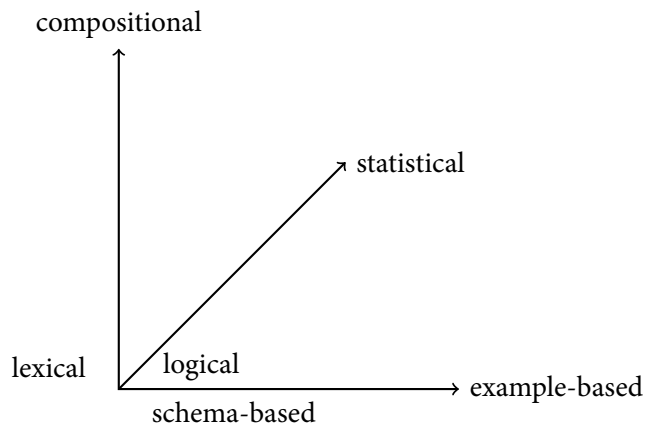 compositional
statistical
lexical
logical
example-based
schema-based